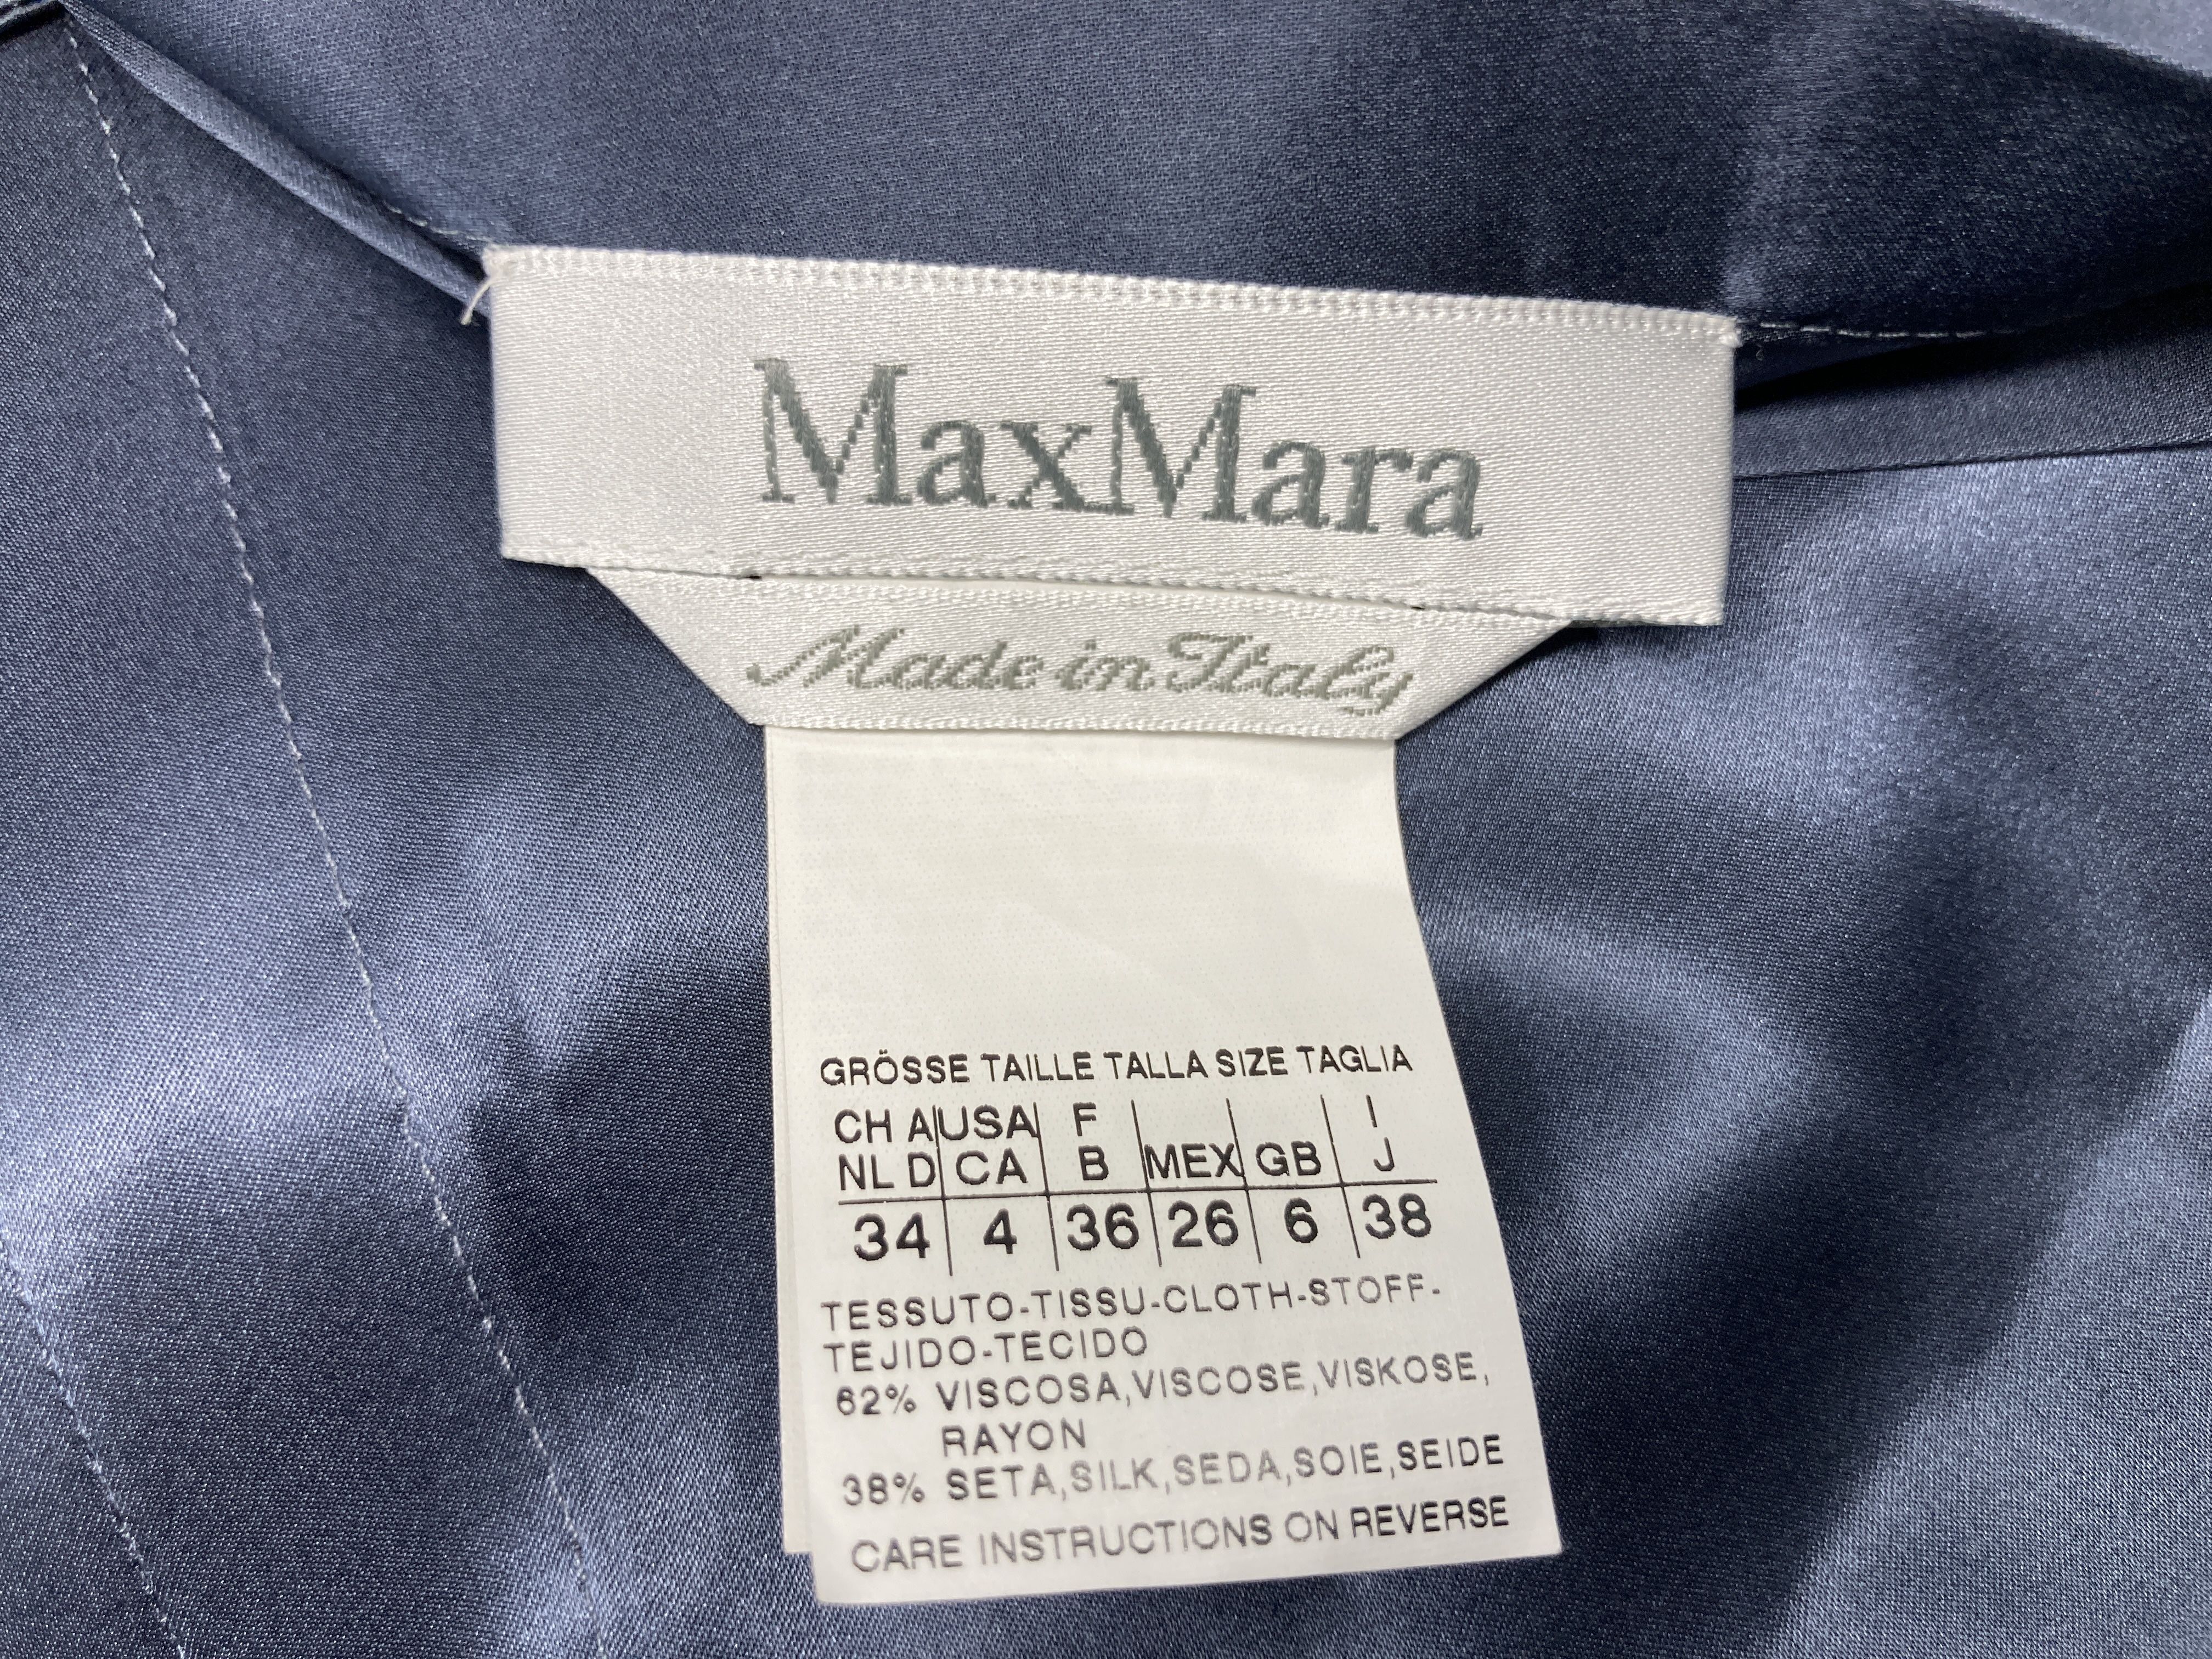 MaxMara
Made in Italy
GRÖSSE TAILLE TALLA SIZE TAGLIA
CH A USA F I
NL D CA B MEX GB J
34 4 36 26 6 38
TESSUTO-TISSU-CLOTH-STOFF-
TEJIDO-TECIDO
62% VISCOSA,VISCOSE,VISKOSE,
RAYON
38% SETA,SILK,SEDA,SOIE,SEIDE
CARE INSTRUCTIONS ON REVERSE